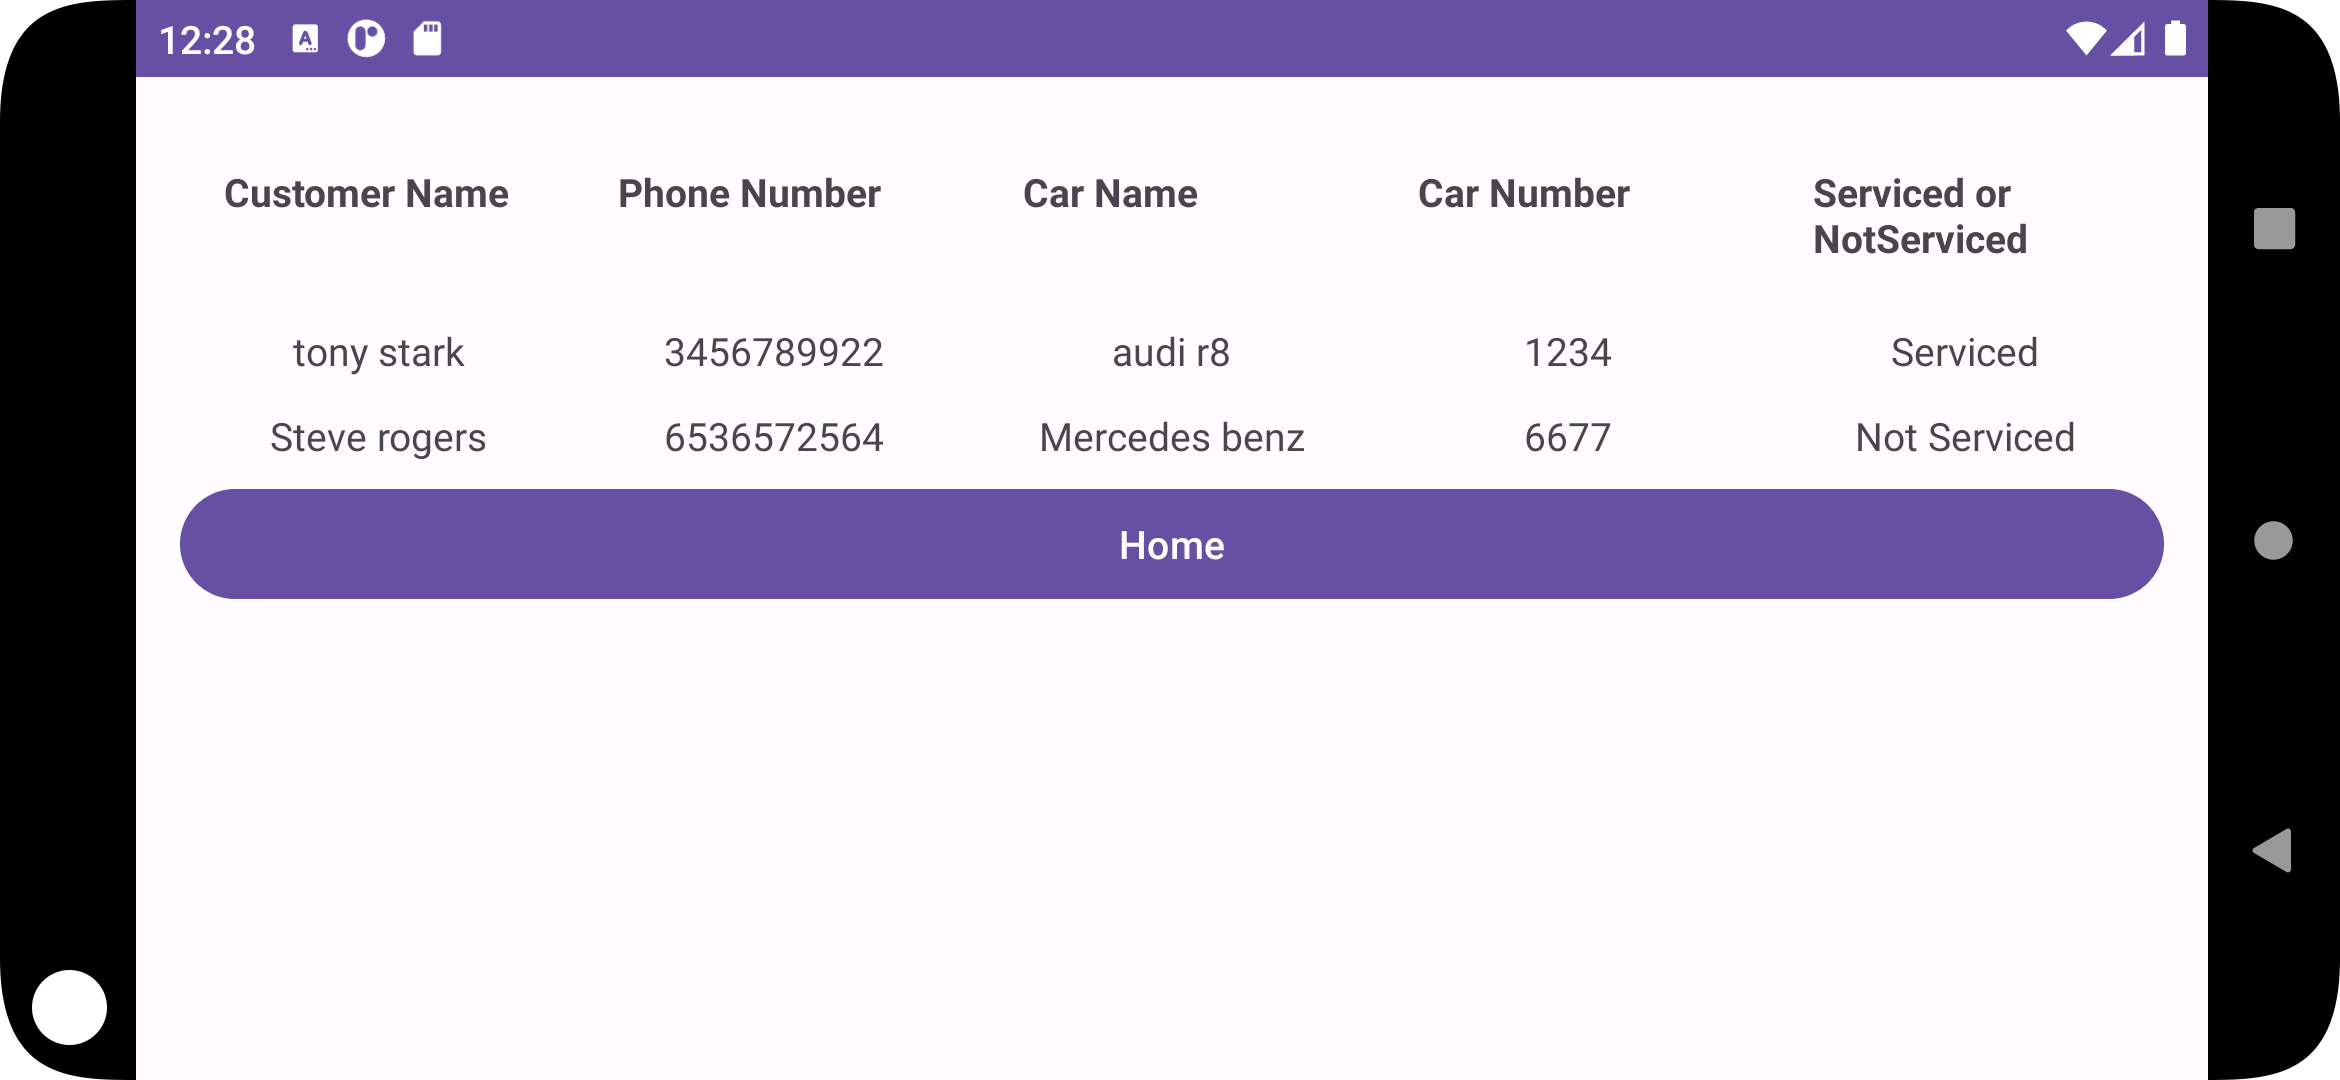 12:28
Customer Name Phone Number Car Name Car Number Serviced or
NotServiced
tony stark 3456789922 audi r8 1234 Serviced
Steve rogers 6536572564 Mercedes benz 6677 Not Serviced
Home